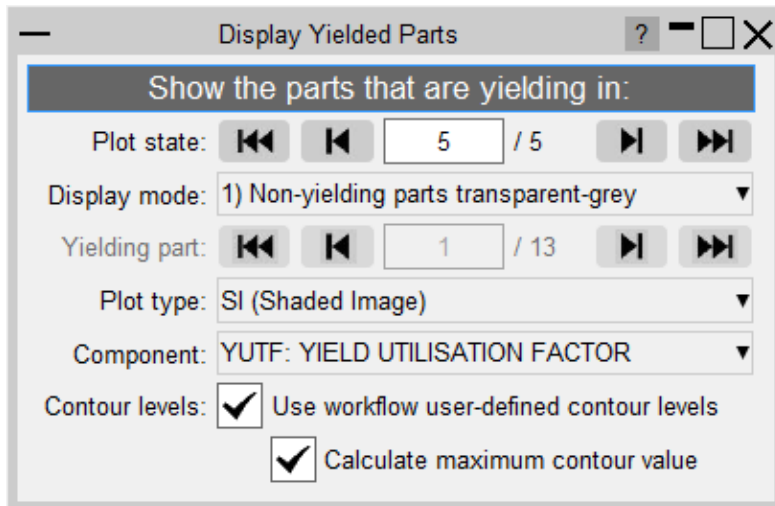 Display Yielded Parts ?
Show the parts that are yielding in:
Plot state: 5 / 5
Display mode: 1) Non-yielding parts transparent-grey
Yielding part: 1 / 13
Plot type: SI (Shaded Image)
Component: YUTF: YIELD UTILISATION FACTOR
Contour levels: Use workflow user-defined contour levels
Calculate maximum contour value